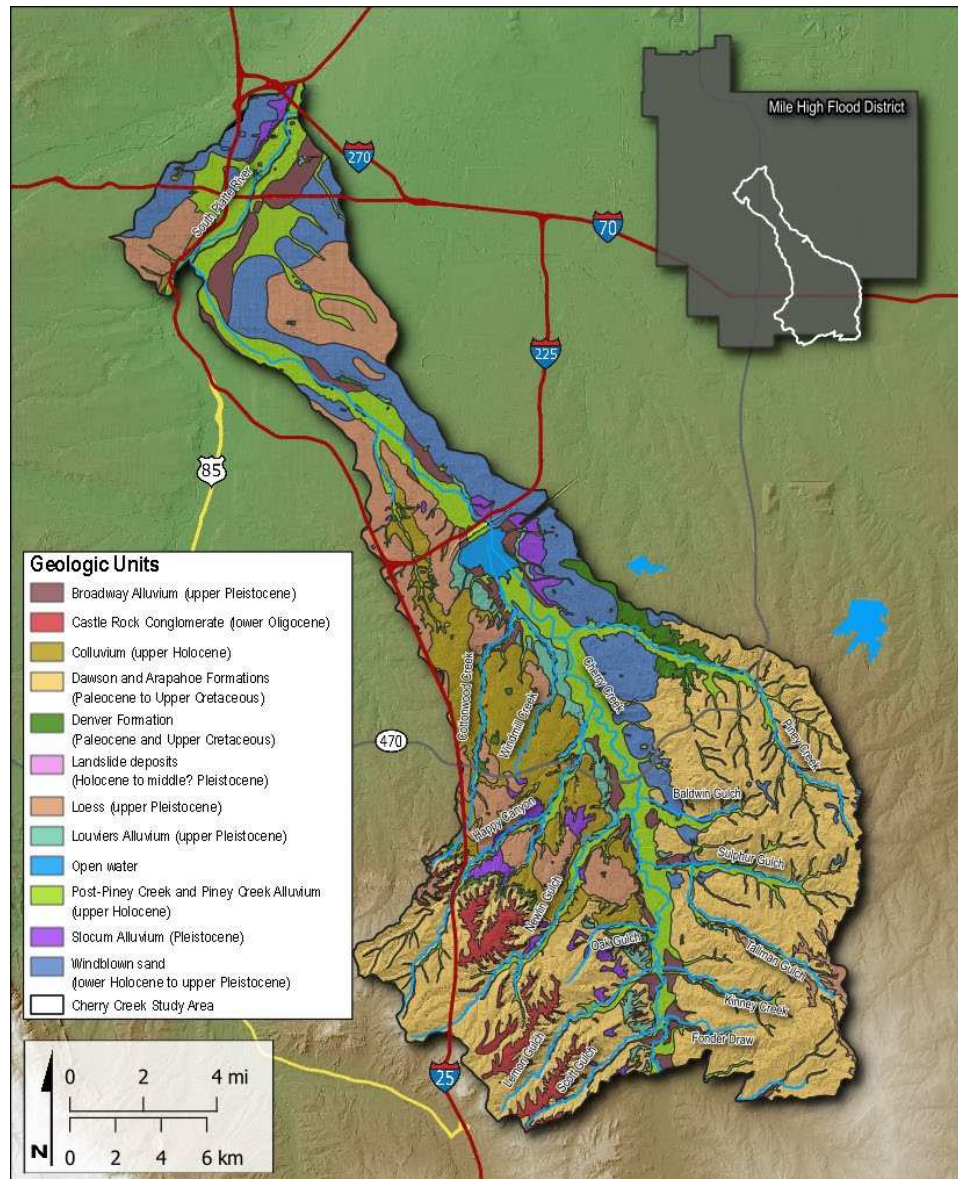 Mile High Flood District
270
70
South Platte River
225
85
Geologic Units
Broadway Alluvium (upper Pleistocene)
Castle Rock Conglomerate (lower Oligocene)
Colluvium (upper Holocene)
Dawson and Arapahoe Formations
(Paleocene to Upper Cretaceous)
Denver Formation
(Paleocene and Upper Cretaceous)
Landslide deposits
(Holocene to middle? Pleistocene)
Loess (upper Pleistocene)
Louviers Alluvium (upper Pleistocene)
Open water
Post-Piney Creek and Piney Creek Alluvium
(upper Holocene)
Slocum Alluvium (Pleistocene)
Windblown sand
(lower Holocene to upper Pleistocene)
Cherry Creek Study Area
Cottonwood Creek
Windmill Creek
Cherry Creek
Piney Creek
470
Baldwin Gulch
Happy Canyon
Sulphur Gulch
Newlin Gulch
Oak Gulch
Tallman Gulch
Kinney Creek
Lemon Gulch
Scott Gulch
Fonder Draw
25
N
0 2 4 mi
0 2 4 6 km